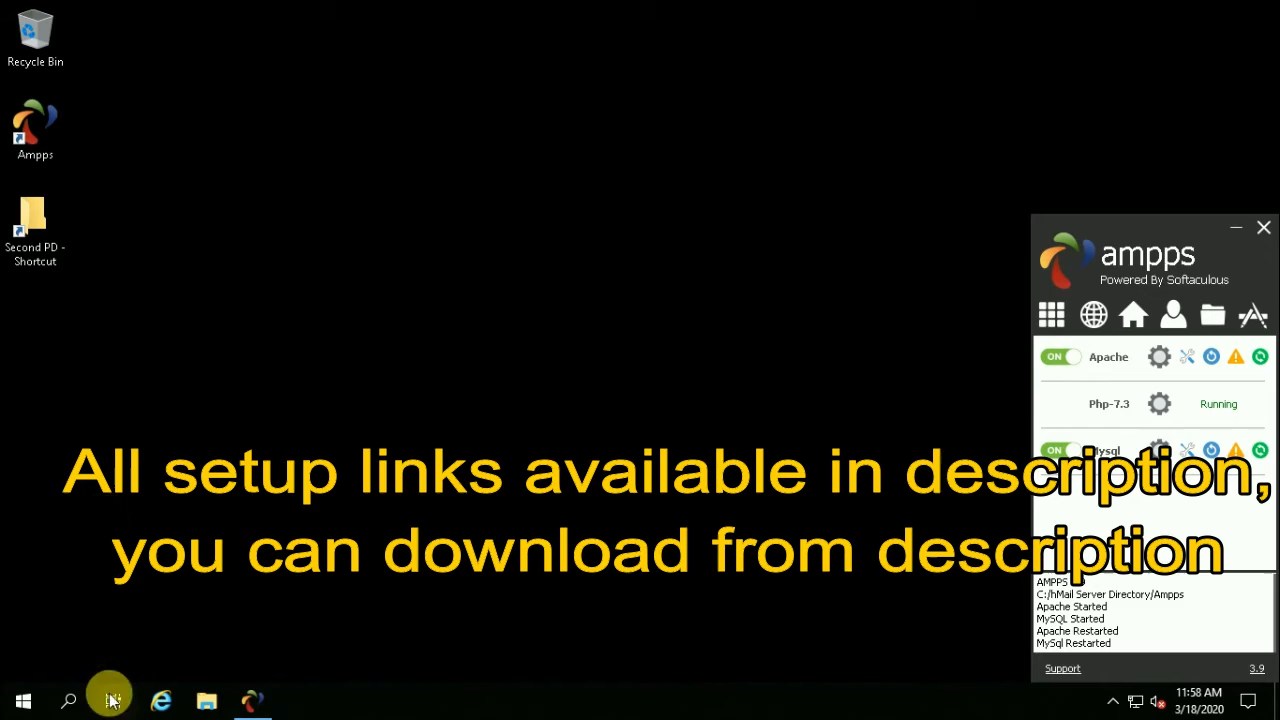 Recycle Bin
Ampps
Second PD -
Shortcut
ampps
Powered By Softaculous
ON Apache
Php-7.3 Running
ON Mysql
All setup links available in description,
you can download from description
AMPPS
C:/hMail Server Directory/Ampps
Apache Started
MySQL Started
Apache Restarted
MySql Restarted
Support 3.9
11:58 AM
3/18/2020